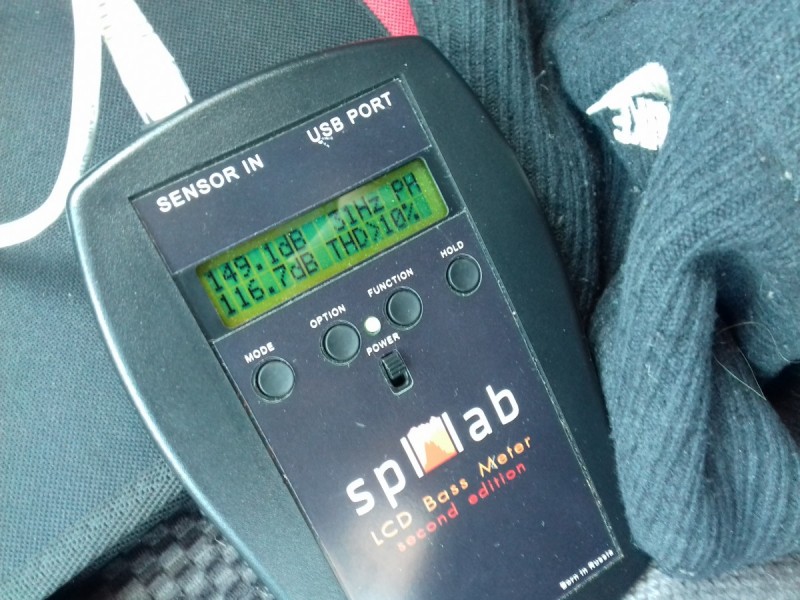 SENSOR IN
USB PORT
149.1dB 31Hz PH
116.7dB THD>10%
MODE
OPTION
FUNCTION
HOLD
POWER
spl lab
LCD Bass Meter
second edition
Born in Russia